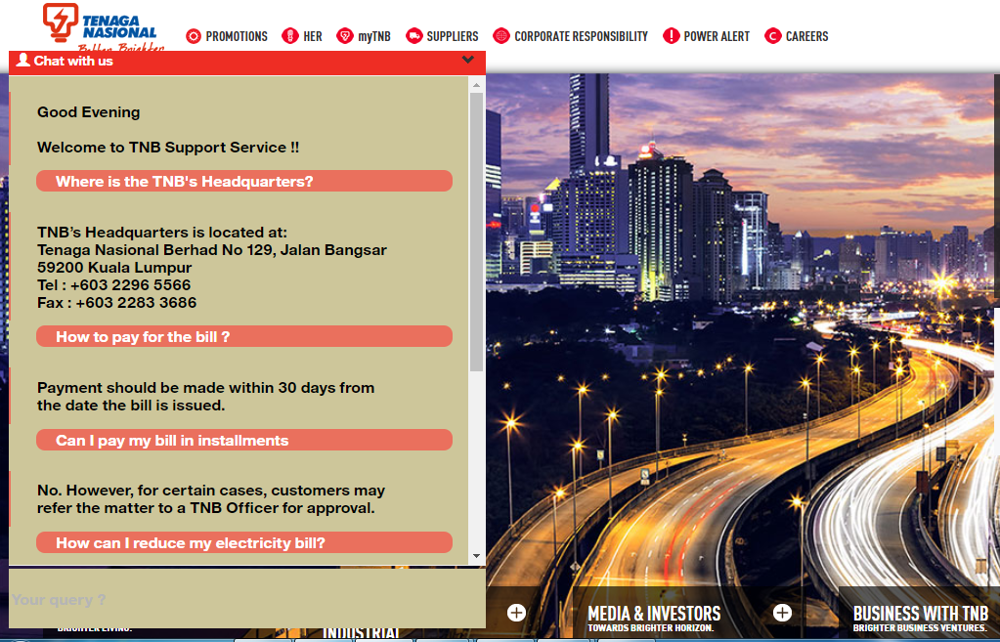 TENAGA
NASIONAL
Better. Brighter.
PROMOTIONS
HER
myTNB
SUPPLIERS
CORPORATE RESPONSIBILITY
POWER ALERT
CAREERS
Chat with us
Good Evening
Welcome to TNB Support Service !!
Where is the TNB's Headquarters?
TNB’s Headquarters is located at:
Tenaga Nasional Berhad No 129, Jalan Bangsar
59200 Kuala Lumpur
Tel : +603 2296 5566
Fax : +603 2283 3686
How to pay for the bill ?
Payment should be made within 30 days from
the date the bill is issued.
Can I pay my bill in installments
No. However, for certain cases, customers may
refer the matter to a TNB Officer for approval.
How can I reduce my electricity bill?
Your query ?
BRIGHTER LIVING.
INDUSTRIAL
MEDIA & INVESTORS
TOWARDS BRIGHTER HORIZON.
BUSINESS WITH TNB
BRIGHTER BUSINESS VENTURES.